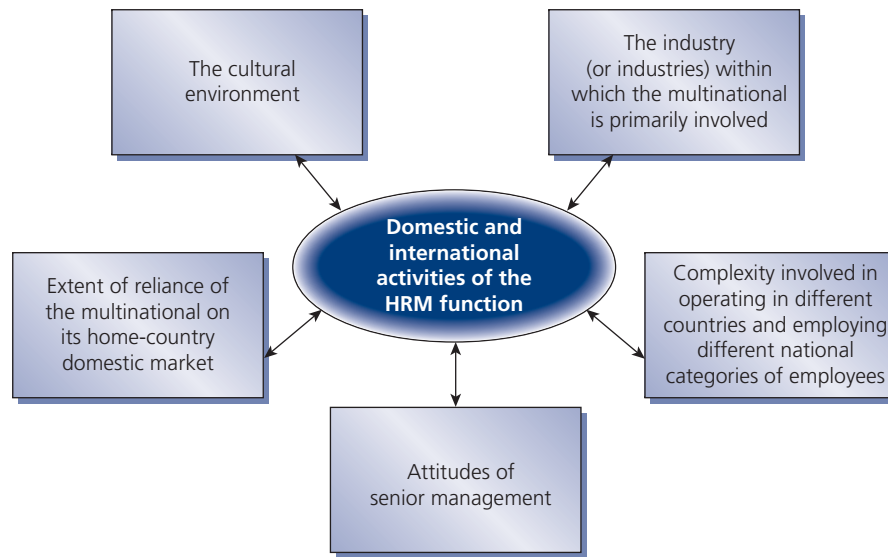 The cultural
environment
The industry
(or industries) within
which the multinational
is primarily involved
Domestic and
international
activities of the
HRM function
Extent of reliance of
the multinational on
its home-country
domestic market
Complexity involved in
operating in different
countries and employing
different national
categories of employees
Attitudes of
senior management